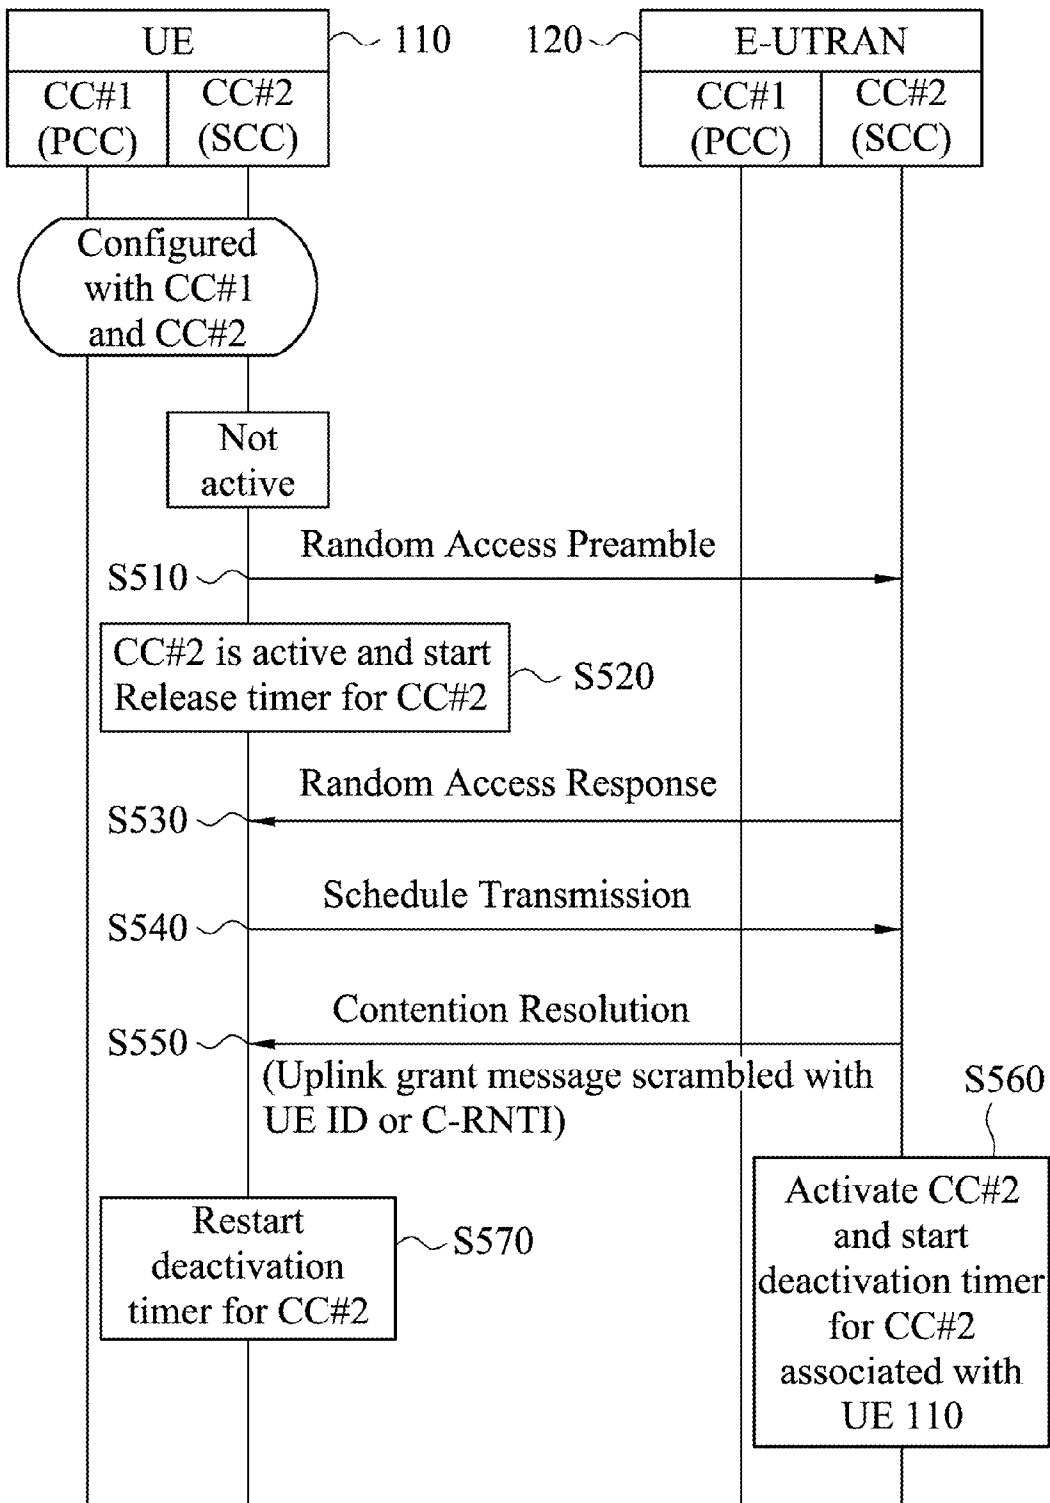 UE
110
120
E-UTRAN
CC#1
(PCC)
CC#2
(SCC)
CC#1
(PCC)
CC#2
(SCC)
Configured
with CC#1
and CC#2
Not
active
Random Access Preamble
S510
CC#2 is active and start
Release timer for CC#2
S520
Random Access Response
S530
Schedule Transmission
S540
Contention Resolution
S550
(Uplink grant message scrambled with
UE ID or C-RNTI)
S560
Activate CC#2
and start
deactivation timer
for CC#2
associated with
UE 110
Restart
deactivation
timer for CC#2
S570